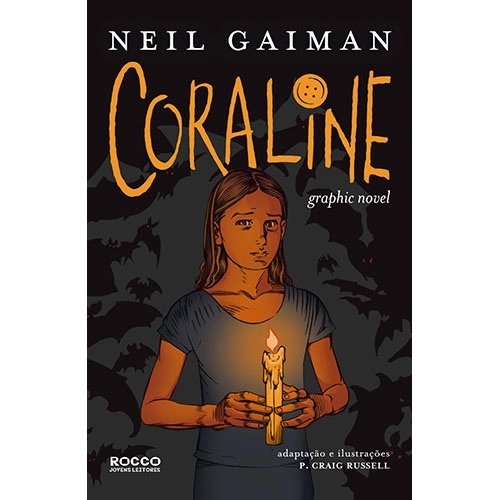 NEIL GAIMAN
CORALINE
graphic novel
adaptação e ilustrações
P. CRAIG RUSSELL
ROCCO
JOVENS LEITORES